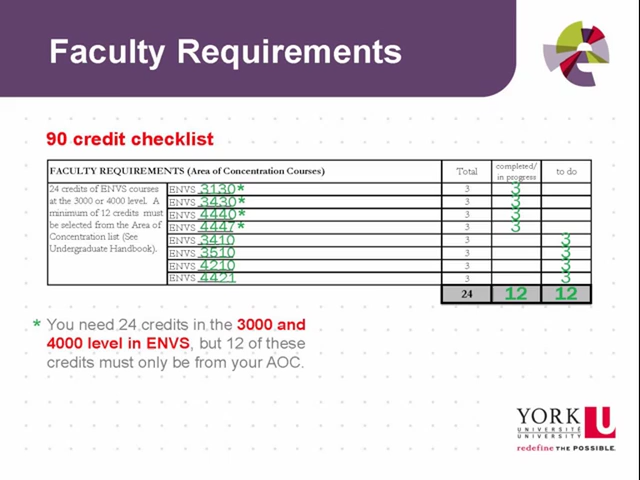 Faculty Requirements
90 credit checklist
FACULTY REQUIREMENTS (Area of Concentration Courses) Total completed/ in progress to do
24 credits of ENVS courses
at the 3000 or 4000 level. A
minimum of 12 credits must
be selected from the Area of
Concentration list (See
Undergraduate Handbook).
ENVS 3130* 3 3
ENVS 3430* 3 3
ENVS 4440* 3 3
ENVS 4447* 3 3
ENVS 3410 3 3
ENVS 3510 3 3
ENVS 4210 3 3
ENVS 4421 3 3
24 12 12
* You need 24 credits in the 3000 and
4000 level in ENVS, but 12 of these
credits must only be from your AOC.
YORK U
UNIVERSITÉ
UNIVERSITY
redefine THE POSSIBLE.